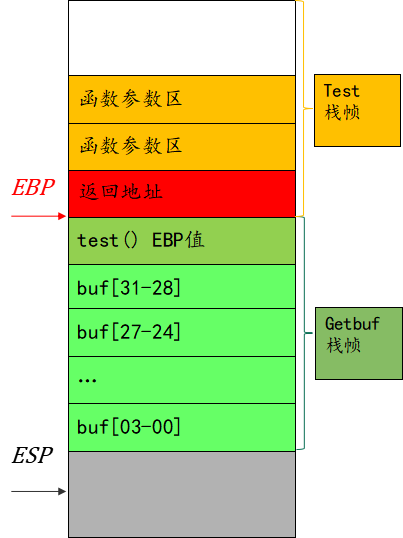 函数参数区
Test
栈帧
函数参数区
EBP
返回地址
test() EBP值
buf[31-28]
buf[27-24]
Getbuf
栈帧
…
buf[03-00]
ESP